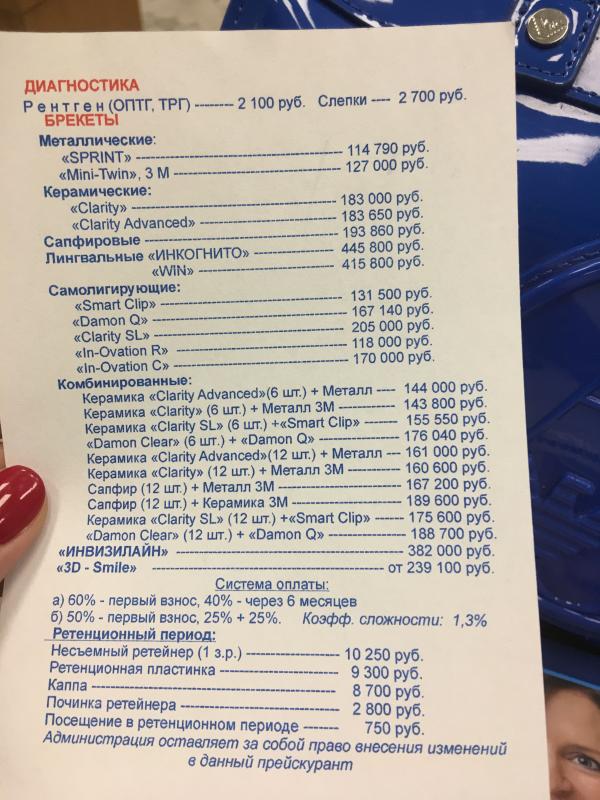 ДИАГНОСТИКА
Рентген (ОПТГ, ТРГ) -------- 2 100 руб. Слепки ---- 2 700 руб.
БРЕКЕТЫ
Металлические:
«SPRINT» ---------- 114 790 руб.
«Mini-Twin», 3 М ---------- 127 000 руб.
Керамические:
«Clarity» ---------- 183 000 руб.
«Clarity Advanced» ---------- 183 650 руб.
Сапфировые ---------- 193 860 руб.
Лингвальные «ИНКОГНИТО» ---------- 445 800 руб.
«WIN» ---------- 415 800 руб.
Самолигирующие:
«Smart Clip» ---------- 131 500 руб.
«Damon Q» ---------- 167 140 руб.
«Clarity SL» ---------- 205 000 руб.
«In-Ovation R» ---------- 118 000 руб.
«In-Ovation C» ---------- 170 000 руб.
Комбинированные:
Керамика «Clarity Advanced»(6 шт.) + Металл ---- 144 000 руб.
Керамика «Clarity» (6 шт.) + Металл 3М ---------- 143 800 руб.
Керамика «Clarity SL» (6 шт.) +«Smart Clip» ------ 155 550 руб.
«Damon Clear» (6 шт.) + «Damon Q» ---------- 176 040 руб.
Керамика «Clarity Advanced»(12 шт.) + Металл --- 161 000 руб.
Керамика «Clarity» (12 шт.) + Металл 3М ---------- 160 600 руб.
Сапфир (12 шт.) + Металл 3М ---------- 167 200 руб.
Сапфир (12 шт.) + Керамика 3М ---------- 189 600 руб.
Керамика «Clarity SL» (12 шт.) +«Smart Clip» ------ 175 600 руб.
«Damon Clear» (12 шт.) + «Damon Q» ---------- 188 700 руб.
«ИНВИЗИЛАЙН» ---------- 382 000 руб.
«3D - Smile» ---------- от 239 100 руб.
Система оплаты:
а) 60% - первый взнос, 40% - через 6 месяцев
б) 50% - первый взнос, 25% + 25%. Коэфф. сложности: 1,3%
Ретенционный период:
Несъемный ретейнер (1 з.р.) ---------- 10 250 руб.
Ретенционная пластинка ---------- 9 300 руб.
Каппа ---------- 8 700 руб.
Починка ретейнера ---------- 2 800 руб.
Посещение в ретенционном периоде ------ 750 руб.
Администрация оставляет за собой право внесения изменений
в данный прейскурант